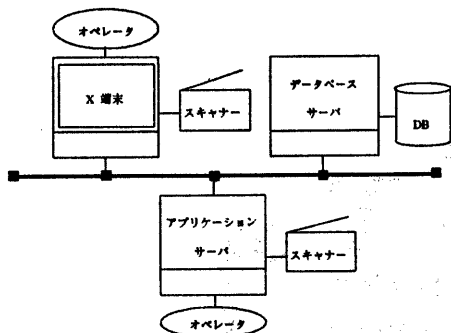 オペレータ
X 端末
スキャナー
データベース
サーバ
DB
アプリケーション
サーバ
スキャナー
オペレータ